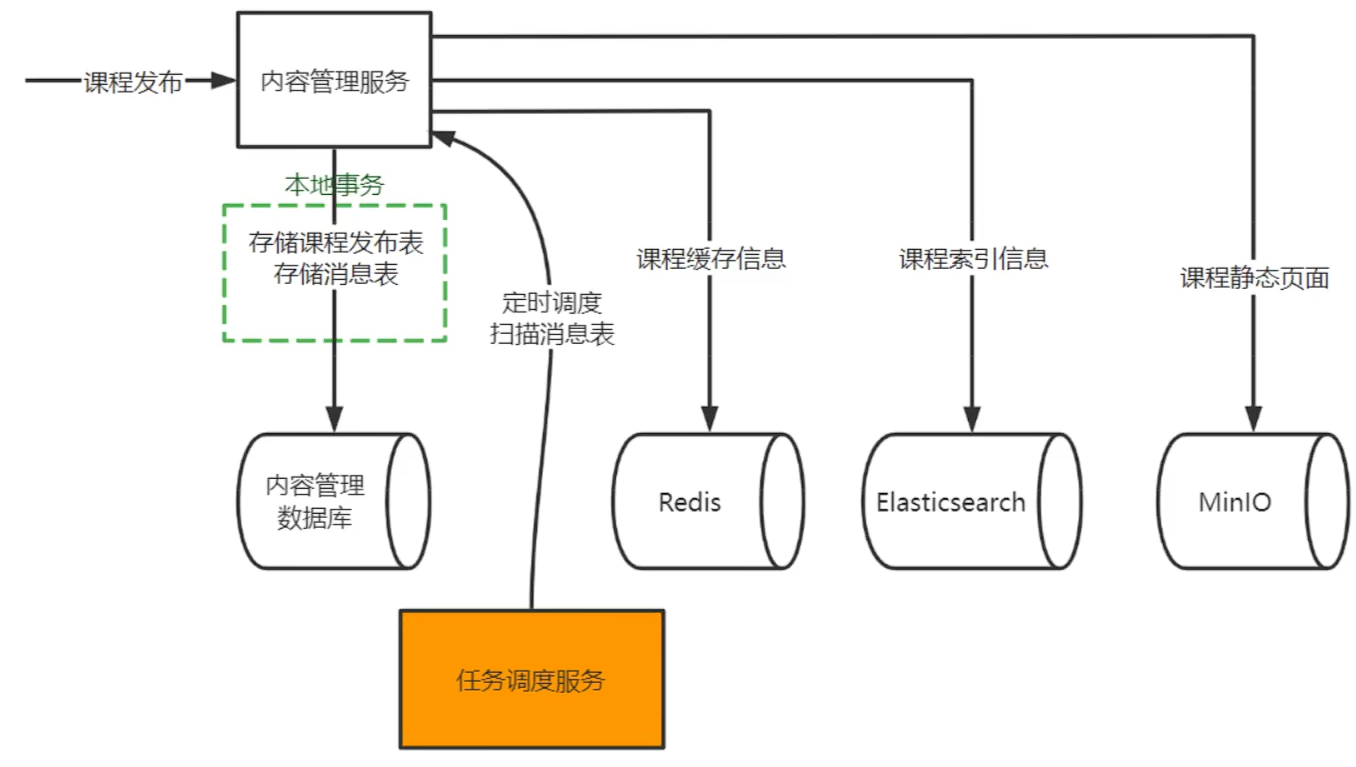 课程发布
内容管理服务
本地事务
存储课程发布表
存储消息表
定时调度
扫描消息表
课程缓存信息
课程索引信息
课程静态页面
内容管理
数据库
Redis
Elasticsearch
MinIO
任务调度服务